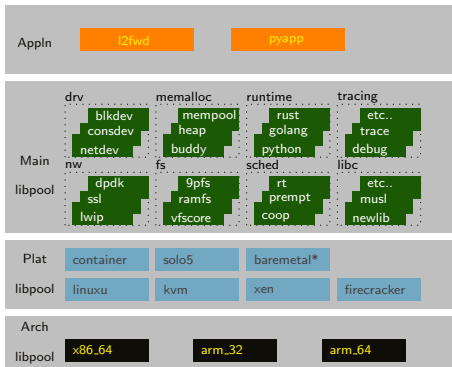 Appln
l2fwd
pyapp
drv
memalloc
runtime
tracing
blkdev
consdev
netdev
mempool
heap
buddy
rust
golang
python
etc..
trace
debug
Main
libpool
nw
fs
sched
libc
dpdk
ssl
lwip
9pfs
ramfs
vfscore
rt
prempt
coop
etc..
musl
newlib
Plat
libpool
container
solo5
baremetal*
linuxu
kvm
xen
firecracker
Arch
libpool
x86_64
arm_32
arm_64